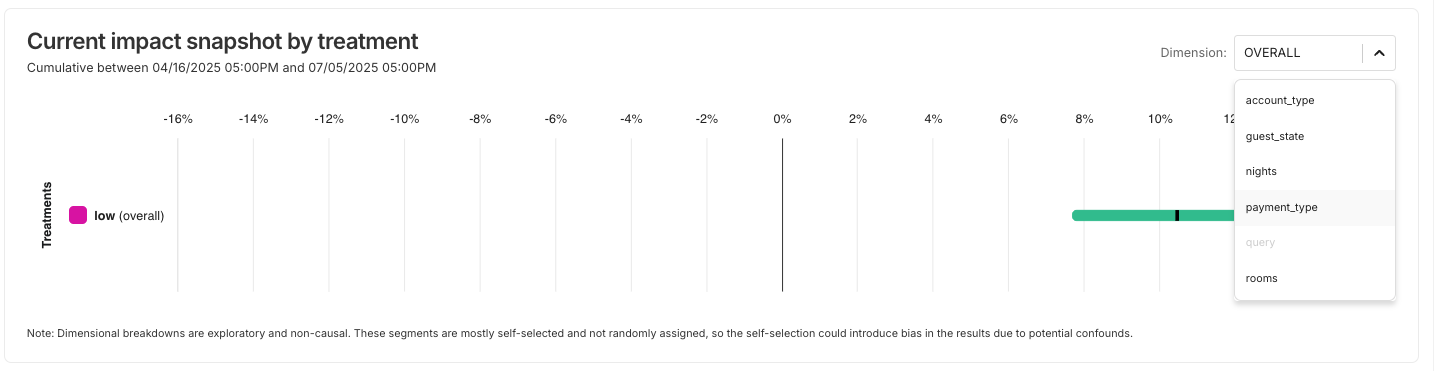 Current impact snapshot by treatment
Cumulative between 04/16/2025 05:00PM and 07/05/2025 05:00PM
Dimension: OVERALL
account_type
guest_state
nights
payment_type
query
rooms
-16% -14% -12% -10% -8% -6% -4% -2% 0% 2% 4% 6% 8% 10%
Treatments
low (overall)
Note: Dimensional breakdowns are exploratory and non-causal. These segments are mostly self-selected and not randomly assigned, so the self-selection could introduce bias in the results due to potential confounds.